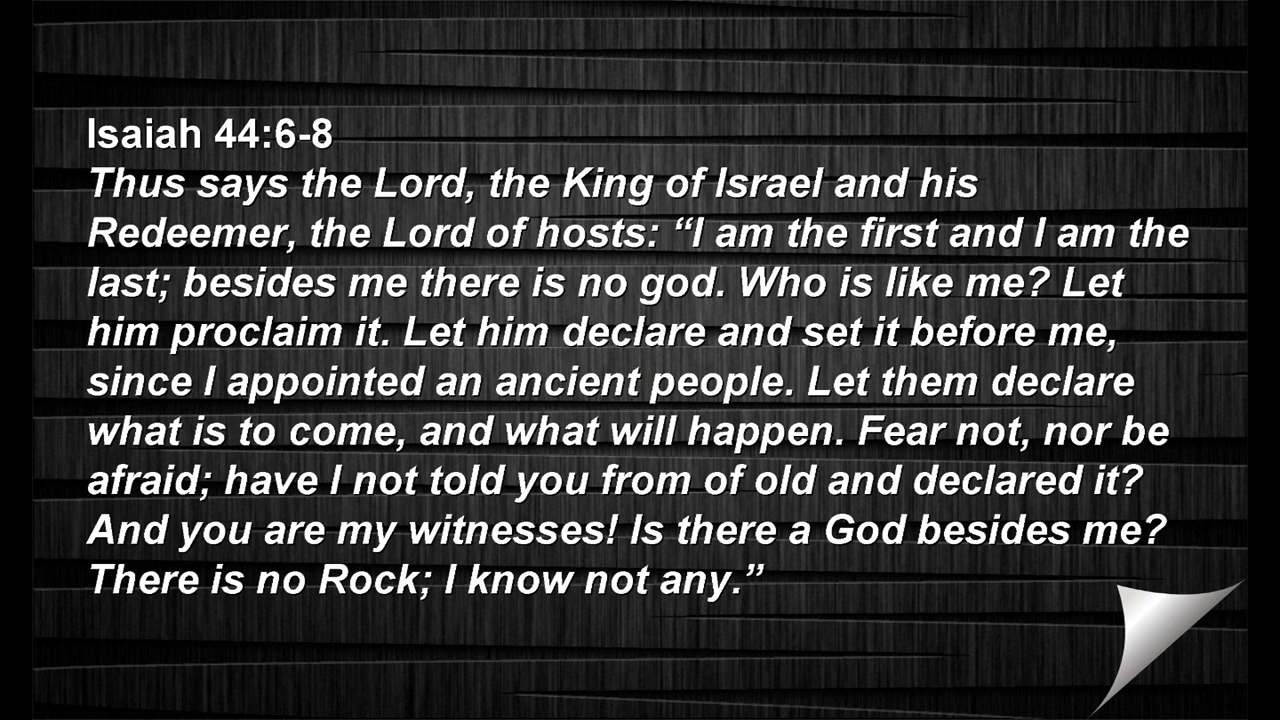 Isaiah 44:6-8
Thus says the Lord, the King of Israel and his
Redeemer, the Lord of hosts: “I am the first and I am the
last; besides me there is no god. Who is like me? Let
him proclaim it. Let him declare and set it before me,
since I appointed an ancient people. Let them declare
what is to come, and what will happen. Fear not, nor be
afraid; have I not told you from of old and declared it?
And you are my witnesses! Is there a God besides me?
There is no Rock; I know not any.”